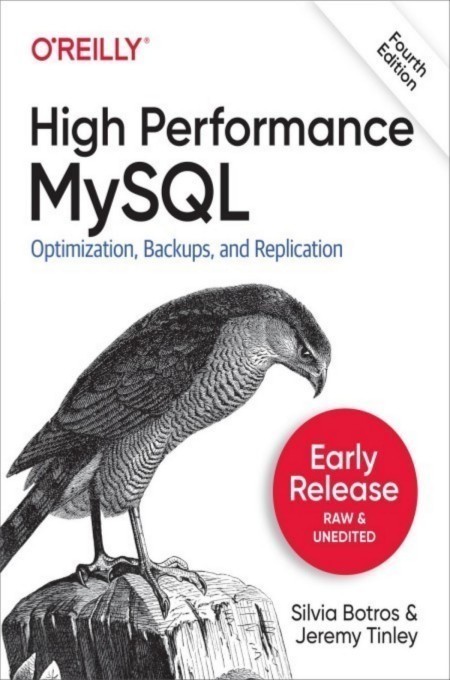 O'REILLY®
Fourth
Edition
High Performance
MySQL
Optimization, Backups, and Replication
Early
Release
RAW &
UNEDITED
Silvia Botros &
Jeremy Tinley